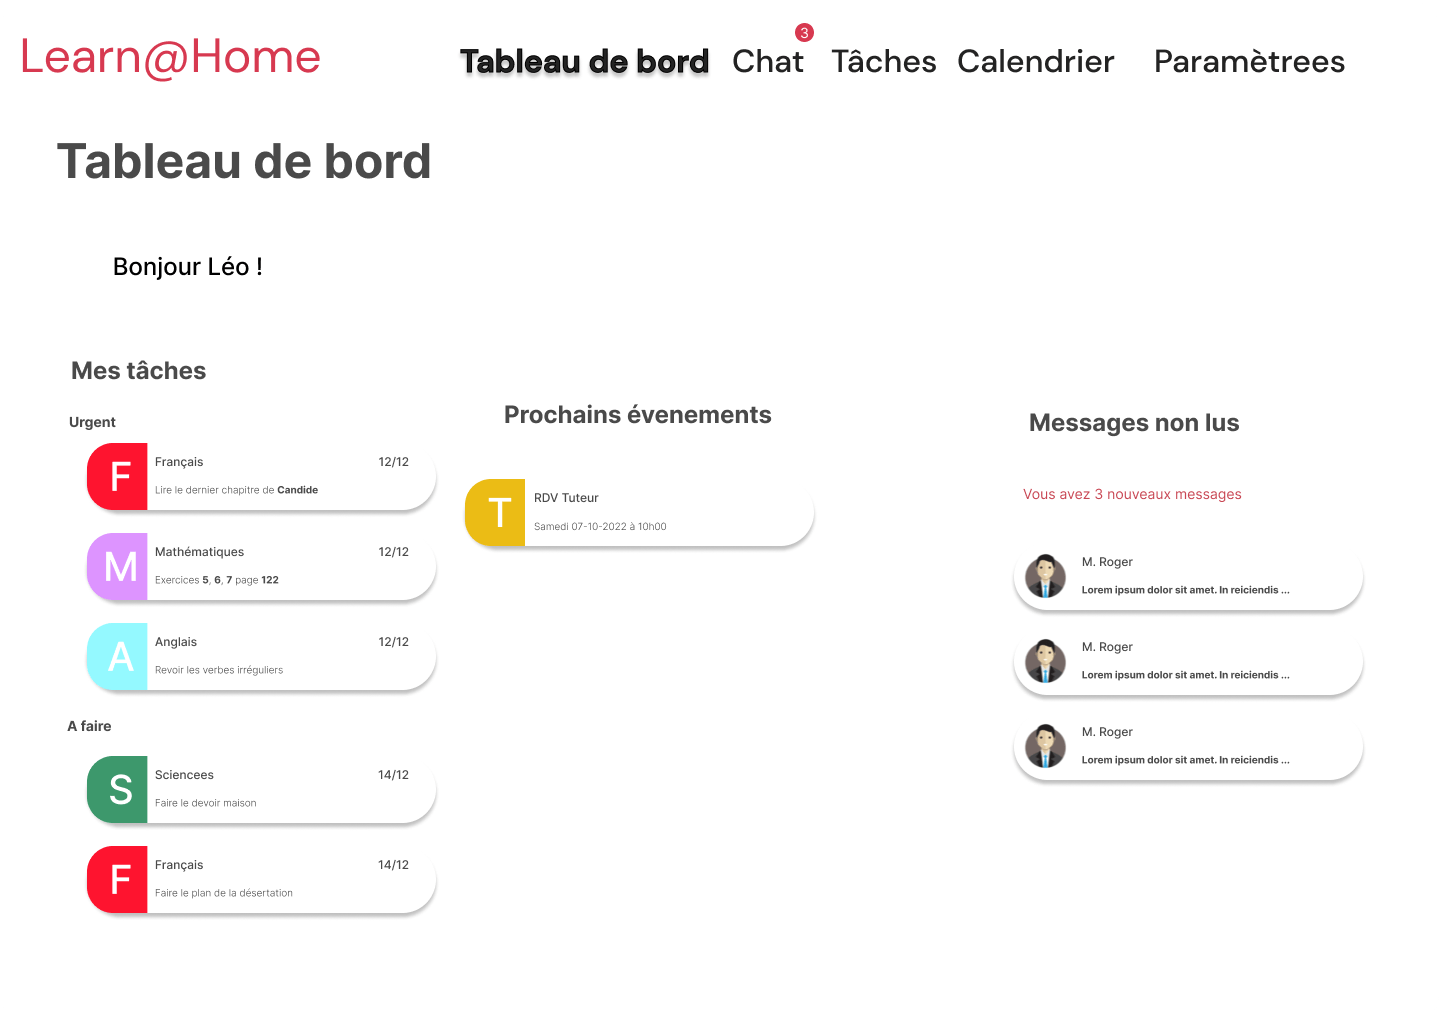 Learn@Home
Tableau de bord
Chat
3
Tâches
Calendrier
Paramètrees
Tableau de bord
Bonjour Léo !
Mes tâches
Urgent
F
Français
12/12
Lire le dernier chapitre de Candide
M
Mathématiques
12/12
Exercices 5, 6, 7 page 122
A
Anglais
12/12
Revoir les verbes irréguliers
A faire
S
Sciencees
14/12
Faire le devoir maison
F
Français
14/12
Faire le plan de la désertation
Prochains évenements
T
RDV Tuteur
Samedi 07-10-2022 à 10h00
Messages non lus
Vous avez 3 nouveaux messages
M. Roger
Lorem ipsum dolor sit amet. In reiciendis ...
M. Roger
Lorem ipsum dolor sit amet. In reiciendis ...
M. Roger
Lorem ipsum dolor sit amet. In reiciendis ...